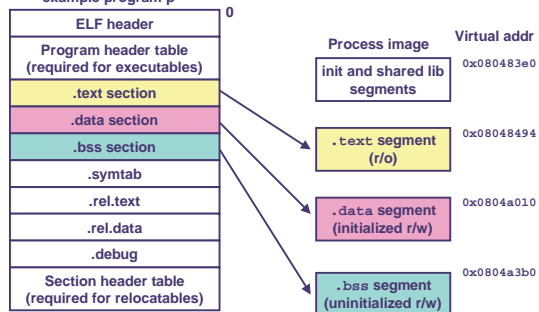 example program p
0
ELF header
Program header table
(required for executables)
.text section
.data section
.bss section
.symtab
.rel.text
.rel.data
.debug
Section header table
(required for relocatables)
Process image
Virtual addr
init and shared lib
segments
0x080483e0
.text segment
(r/o)
0x08048494
.data segment
(initialized r/w)
0x0804a010
.bss segment
(uninitialized r/w)
0x0804a3b0